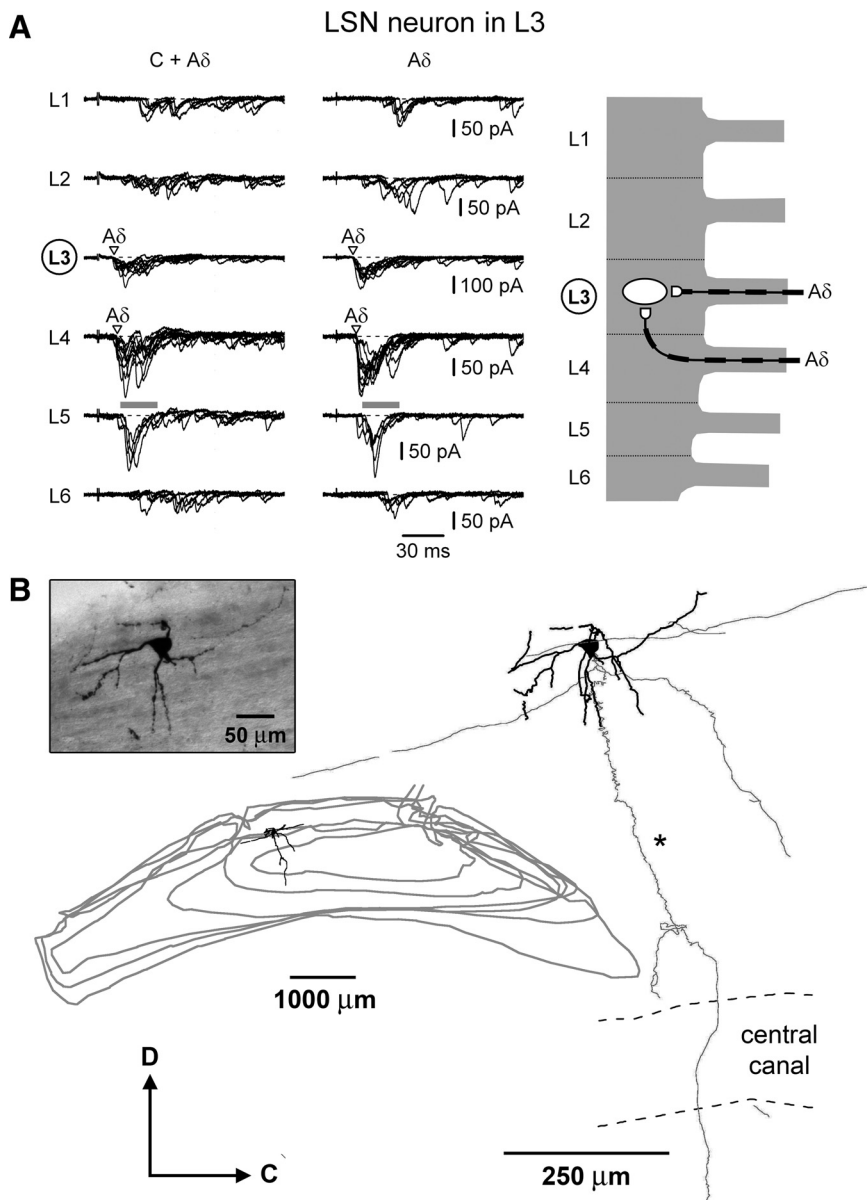 A
LSN neuron in L3
C + Aδ
Aδ
L1
50 pA
L2
50 pA
L3
Aδ
Aδ
100 pA
L4
Aδ
Aδ
50 pA
L5
50 pA
L6
50 pA
30 ms
L1
L2
L3
Aδ
L4
Aδ
L5
L6
B
50 μm
*
1000 μm
central
canal
D
C
250 μm